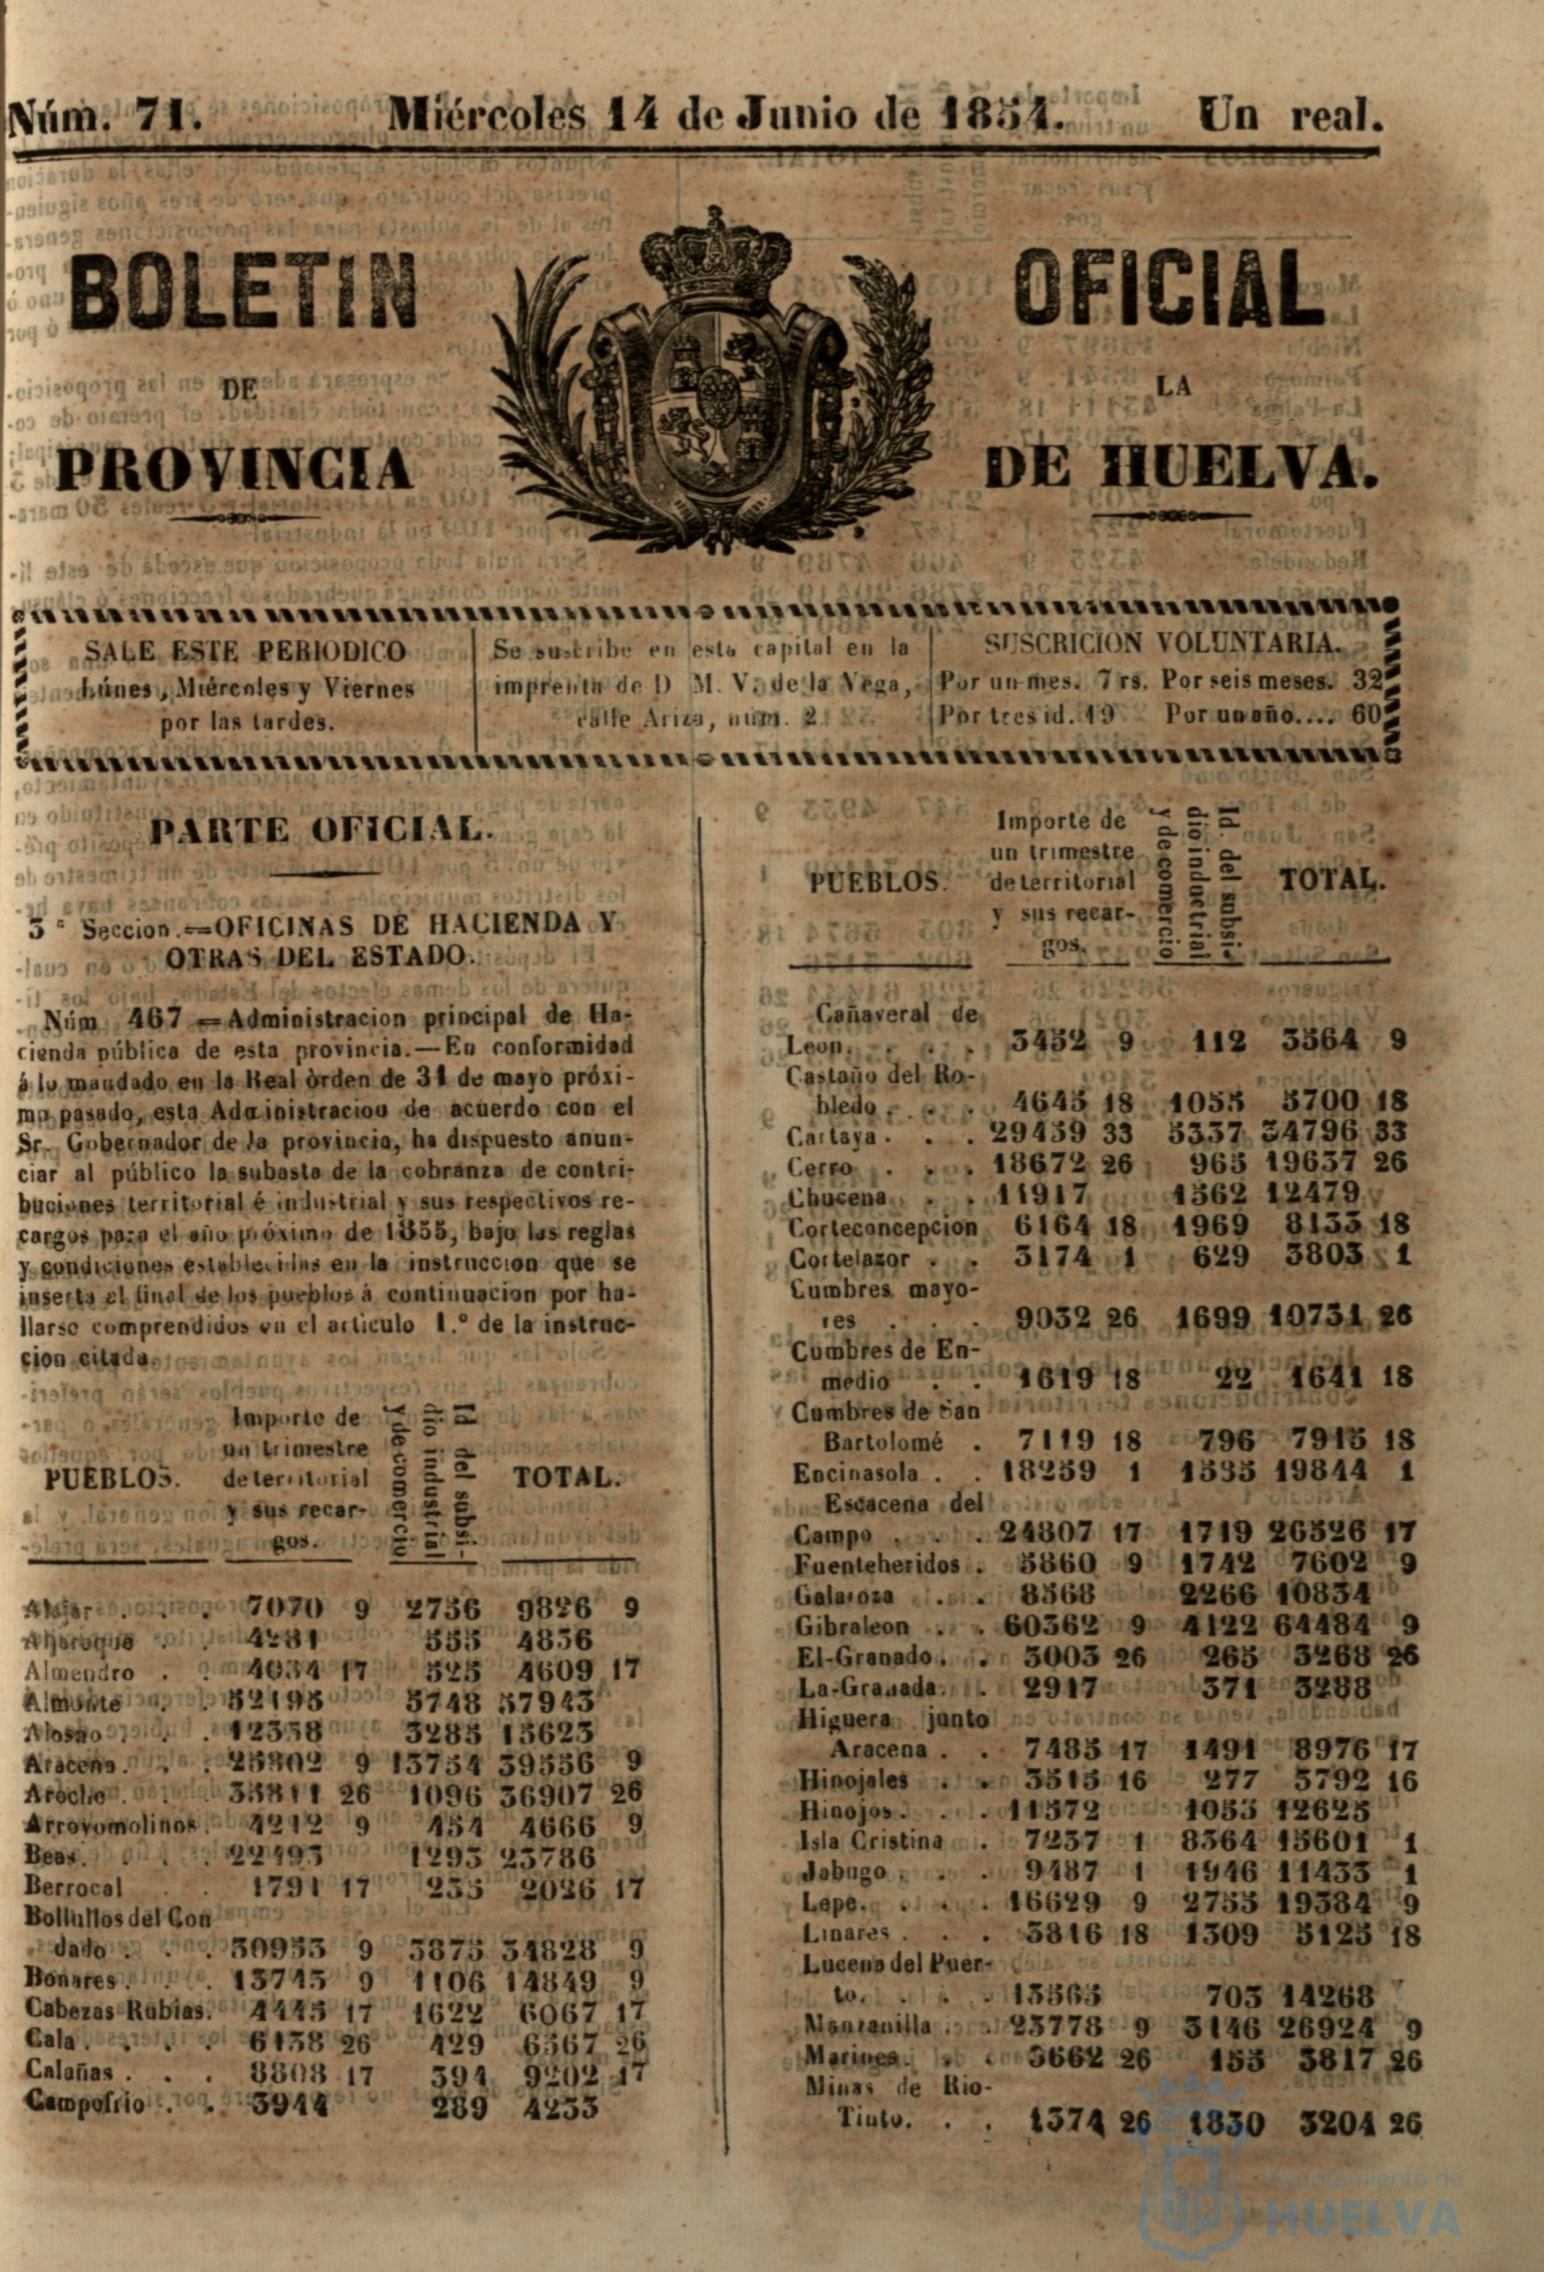 Núm. 71. Miércoles 14 de Junio de 1854. Un real.
BOLETIN OFICIAL
DE LA
PROVINCIA DE HUELVA.
SALE ESTE PERIODICO
Lúnes, Miércoles y Viernes
por las tardes.
Se suscribe en esta capital en la
imprenta de D M. V. de la Vega,
calle Ariza, num. 2.
SUSCRICION VOLUNTARIA.
Por un mes. 7 rs. Por seis meses. 32
Por tres id. 19 Por un año.... 60
PARTE OFICIAL.
3ª Seccion.=OFICINAS DE HACIENDA Y
OTRAS DEL ESTADO.
Núm 467 =Administracion principal de Ha-
cienda pública de esta provincia.—En conformidad
á lo mandado en la Real òrden de 31 de mayo próxi-
mo pasado, esta Administracion de acuerdo con el
Sr. Gobernador de la provincia, ha dispuesto anun-
ciar al público la subasta de la cobranza de contri-
buciones territorial é industrial y sus respectivos re-
cargos para el año próximo de 1855, bajo las reglas
y condiciones establecidas en la instruccion que se
inserta al final de los pueblos á continuacion por ha-
llarse comprendidos en el articulo 1.º de la instruc-
cion citada.
PUEBLOS.
Importe de
un trimestre
de territorial
y sus recar-
gos.
Id del subsi-
dio industrial
y de comercio
TOTAL.
Alajar . . . 7070 9 2756 9826 9
Aljaraque . . 4281 555 4836
Almendro . . 4034 17 525 4609 17
Almonte . . 52195 5748 57943
Alosno . . . 12338 3285 15623
Aracena. . . 25802 9 13754 39556 9
Aroche . . . 35811 26 1096 36907 26
Arroyomolinos. 4212 9 454 4666 9
Beas. . . . 22493 1293 23786
Berrocal . . 1791 17 235 2026 17
Bollullos del Con
dado . . . 30953 9 3875 34828 9
Bonares. . . 13743 9 1106 14849 9
Cabezas Rubias. 4445 17 1622 6067 17
Cala. . . . 6138 26 429 6567 26
Calañas . . . 8808 17 394 9202 17
Campofrio . . 3944 289 4233
PUEBLOS.
Importe de
un trimestre
de territorial
y sus recar-
gos.
Id. del subsi-
dio industrial
y de comercio
TOTAL.
Cañaveral de
Leon. . . . 3452 9 112 3564 9
Castaño del Ro-
bledo . . . 4645 18 1055 5700 18
Cartaya. . . 29459 33 5337 34796 33
Cerro . . . 18672 26 965 19637 26
Chucena . . 11917 1562 12479
Corteconcepcion 6164 18 1969 8133 18
Cortelazor . . 3174 1 629 3803 1
Cumbres mayo-
res . . . 9032 26 1699 10731 26
Cumbres de En-
medio . . 1619 18 22 1641 18
Cumbres de San
Bartolomé . 7119 18 796 7915 18
Encinasola . . 18259 1 1535 19844 1
Escacena del
Campo . . . 24807 17 1719 26526 17
Fuenteheridos . 5860 9 1742 7602 9
Galaroza . . 8568 2266 10834
Gibraleon . . 60362 9 4122 64484 9
El-Granado. . 3003 26 265 3268 26
La-Granada. . 2917 371 3288
Higuera junto
Aracena . . 7485 17 1491 8976 17
Hinojales . . 3515 16 277 3792 16
Hinojos. . . 11572 1053 12625
Isla Cristina . 7237 1 8364 15601 1
Jabugo . . . 9487 1 1946 11433 1
Lepe. . . . 16629 9 2755 19384 9
Linares . . . 3816 18 1309 5125 18
Lucena del Puer-
to. . . . 13565 703 14268
Manzanilla . . 23778 9 3146 26924 9
Marines. . . 3662 26 155 3817 26
Minas de Rio-
Tinto. . . 1374 26 1830 3204 26
Ayuntamiento de
HUELVA